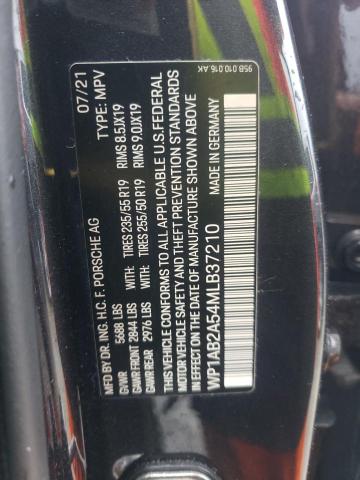 95B.010.016.AK
MFD. BY DR. ING. H.C. F. PORSCHE AG 07/21
GVWR 5688 LBS TYPE: MPV
GAWR FRONT 2844 LBS WITH TIRES 235/55 R19 RIMS 8.5JX19
GAWR REAR 2976 LBS WITH TIRES 255/50 R19 RIMS 9.0JX19
THIS VEHICLE CONFORMS TO ALL APPLICABLE U.S. FEDERAL
MOTOR VEHICLE SAFETY AND THEFT PREVENTION STANDARDS
IN EFFECT ON THE DATE OF MANUFACTURE SHOWN ABOVE
WP1AB2A54MLB37210 MADE IN GERMANY